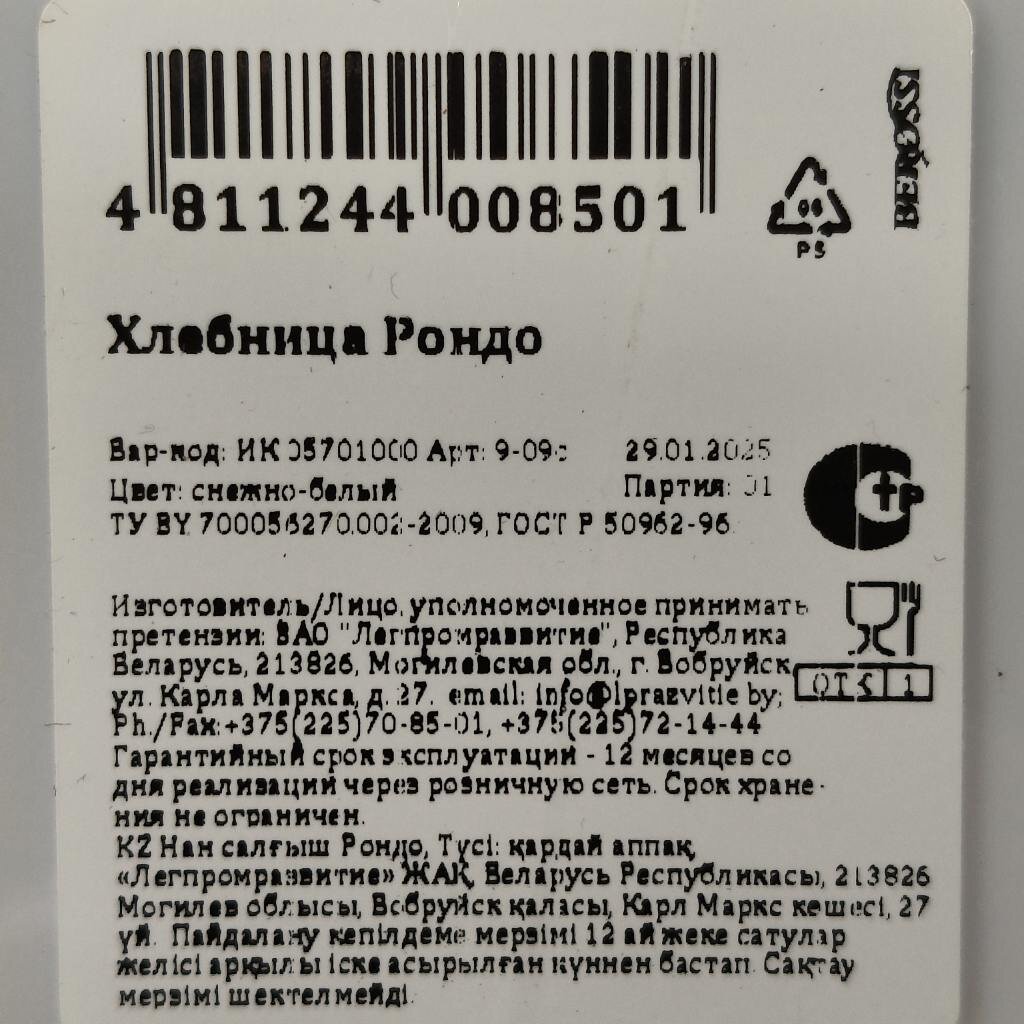 4 811244 008501
BEROSSI
PS
Хлебница Рондо
Вар-код: ИК 05701000 Арт: 9-09с 29.01.2025
Цвет: снежно-белый Партия: 01
ТУ BY 700056270.002-2009, ГОСТ Р 50962-96
Изготовитель/Лицо, уполномоченное принимать
претензии: ЗАО "Легпромразвитие", Республика
Беларусь, 213826, Могилевская обл., г. Бобруйск,
ул. Карла Маркса, д. 27. email: info@lprazvitie.by;
Ph./Fax:+375(225)70-85-01, +375(225)72-14-44
Гарантийный срок эксплуатации - 12 месяцев со
дня реализации через розничную сеть. Срок хране-
ния не ограничен.
KZ Нан салғыш Рондо, Түсі: қардай аппақ,
«Легпромразвитие» ЖАҚ, Беларусь Республикасы, 213826
Могилев облысы, Бобруйск қаласы, Карл Маркс көшесі, 27
үй. Пайдалану кепілдеме мерзімі 12 ай жеке сатулар
желісі арқылы іске асырылған күннен бастап. Сақтау
мерзімі шектелмейді.